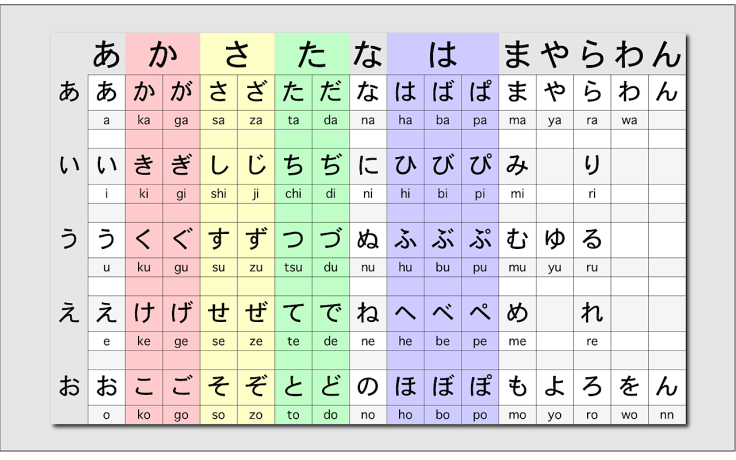 あ か さ た な は ま や ら わ ん
あ あ か が さ ざ た だ な は ば ぱ ま や ら わ ん
a ka ga sa za ta da na ha ba pa ma ya ra wa
い い き ぎ し じ ち ぢ に ひ び ぴ み り
i ki gi shi ji chi di ni hi bi pi mi ri
う う く ぐ す ず つ づ ぬ ふ ぶ ぷ む ゆ る
u ku gu su zu tsu du nu hu bu pu mu yu ru
え え け げ せ ぜ て で ね へ べ ぺ め れ
e ke ge se ze te de ne he be pe me re
お お こ ご そ ぞ と ど の ほ ぼ ぽ も よ ろ を ん
o ko go so zo to do no ho bo po mo yo ro wo nn